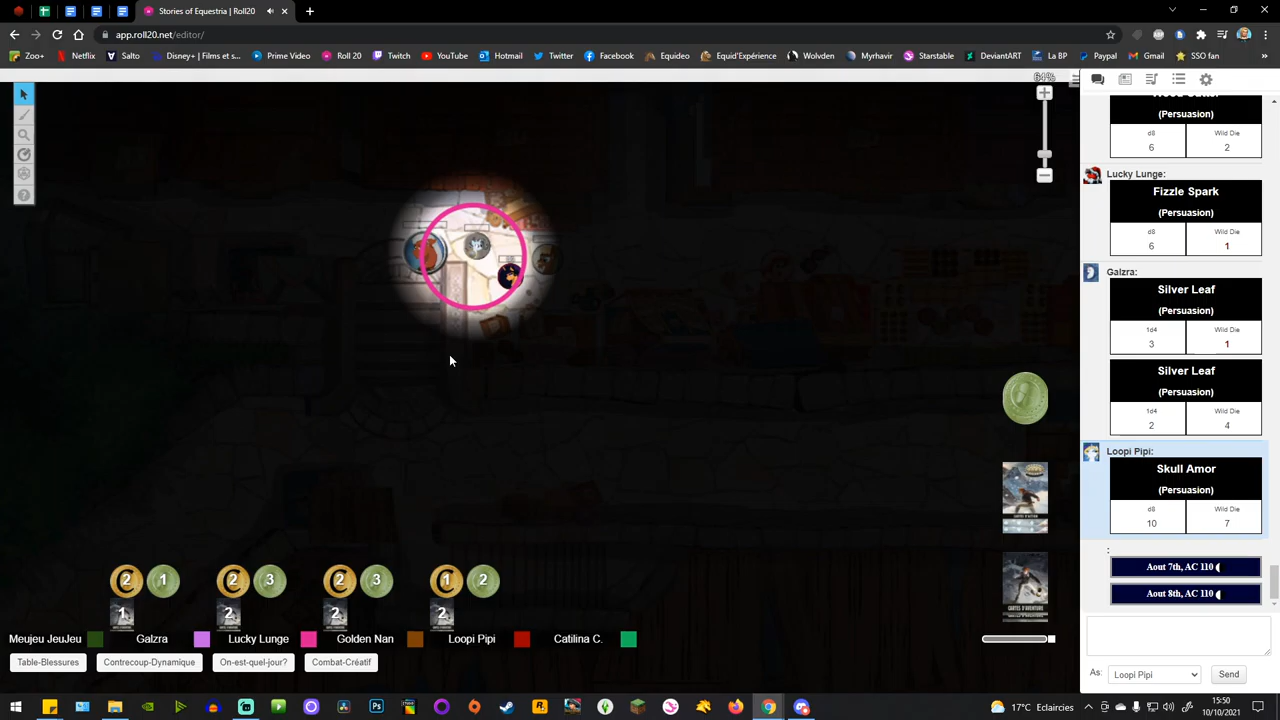 Stories of Equestria | Roll20
app.roll20.net/editor/
Zoo+ Netflix Salto Disney+ | Films et s... Prime Video Roll 20 Twitch YouTube Hotmail Twitter Facebook Equideo Equid'Expérience Wolvden Myrhavir Starstable DeviantART La BP Paypal Gmail SSO fan
64%
(Persuasion)
d8 Wild Die
6 2
Lucky Lunge:
Fizzle Spark
(Persuasion)
d8 Wild Die
6 1
Galzra:
Silver Leaf
1d4 Wild Die
3 1
Silver Leaf
(Persuasion)
1d4 Wild Die
2 4
Loopi Pipi:
Skull Amor
(Persuasion)
d8 Wild Die
10 7
:
Aout 7th, AC 110
Aout 8th, AC 110
2 1 2 3 2 3 1 2
1 2 2 2
Meujeu JeuJeu Galzra Lucky Lunge Golden Nan Loopi Pipi Catilina C.
Table-Blessures Contrecoup-Dynamique On-est-quel-jour? Combat-Créatif
As: Loopi Pipi Send
17°C Eclaircies
15:50
10/10/2021